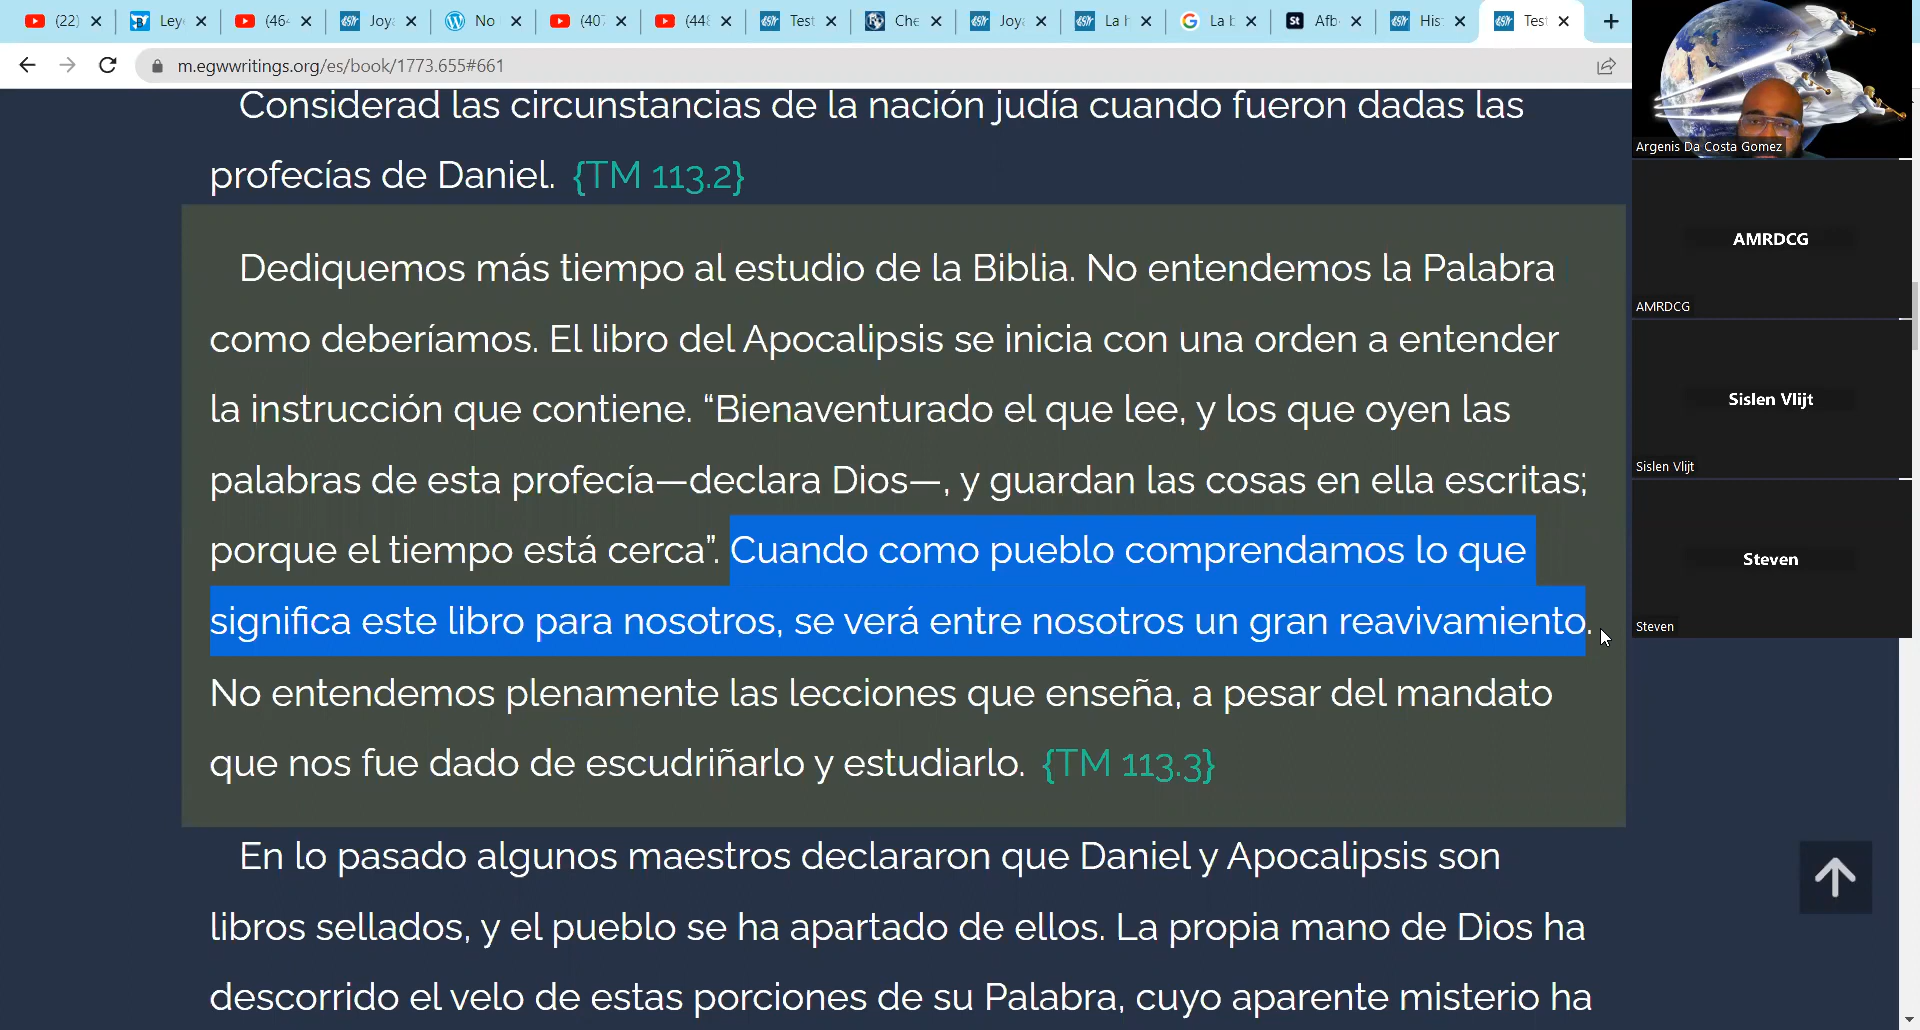 (22)
Ley
(464
Joy
No
(407
(448
Test
Che
Joy
La h
La b
Afb
His
Test
m.egwwritings.org/es/book/1773.655#661
Considerad las circunstancias de la nación judía cuando fueron dadas las
profecías de Daniel. {TM 113.2}
Dediquemos más tiempo al estudio de la Biblia. No entendemos la Palabra
como deberíamos. El libro del Apocalipsis se inicia con una orden a entender
la instrucción que contiene. “Bienaventurado el que lee, y los que oyen las
palabras de esta profecía—declara Dios—, y guardan las cosas en ella escritas;
porque el tiempo está cerca”. Cuando como pueblo comprendamos lo que
significa este libro para nosotros, se verá entre nosotros un gran reavivamiento.
No entendemos plenamente las lecciones que enseña, a pesar del mandato
que nos fue dado de escudriñarlo y estudiarlo. {TM 113.3}
En lo pasado algunos maestros declararon que Daniel y Apocalipsis son
libros sellados, y el pueblo se ha apartado de ellos. La propia mano de Dios ha
descorrido el velo de estas porciones de su Palabra, cuyo aparente misterio ha
Argenis Da Costa Gomez
AMRDCG
AMRDCG
Sislen Vlijt
Sislen Vlijt
Steven
Steven